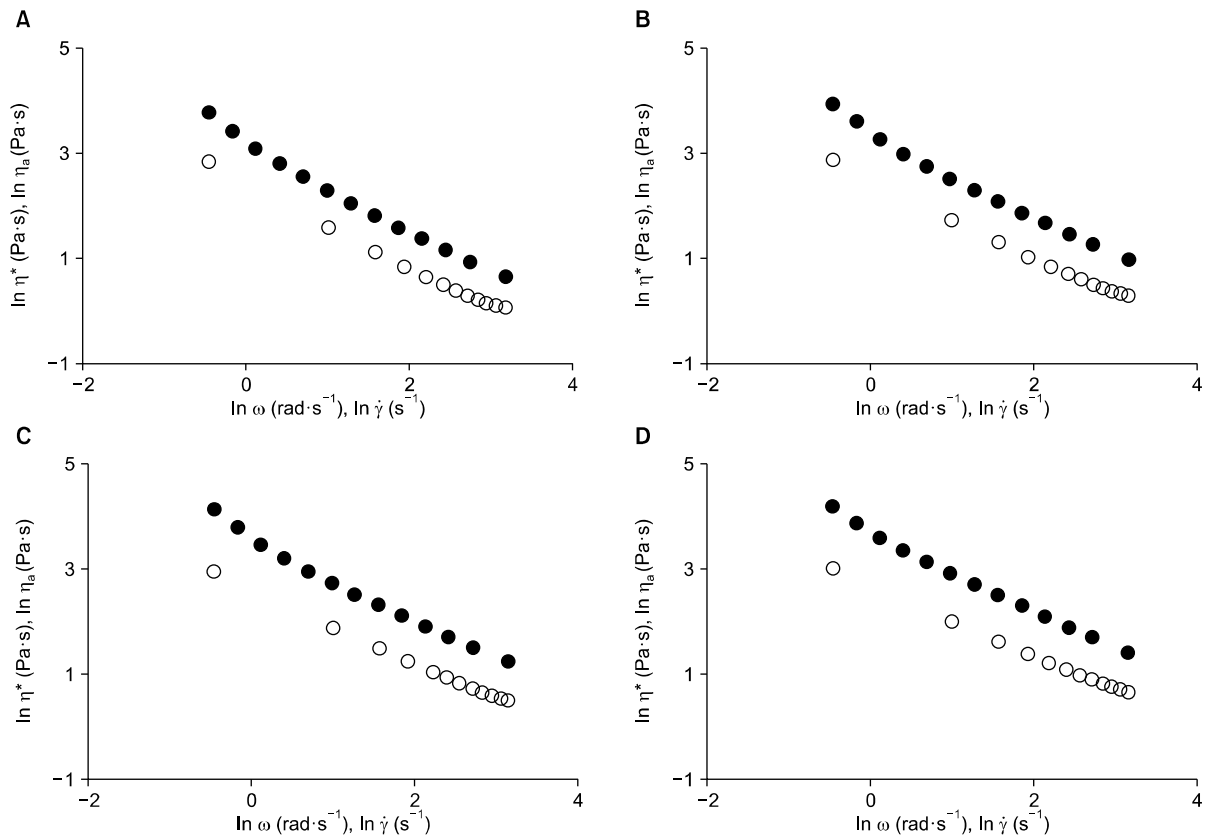 A
5
3
1
−1
−2
0
2
4
ln η* (Pa·s), ln ηa (Pa·s)
ln ω (rad·s⁻¹), ln γ̇ (s⁻¹)
B
5
3
1
−1
−2
0
2
4
ln η* (Pa·s), ln ηa (Pa·s)
ln ω (rad·s⁻¹), ln γ̇ (s⁻¹)
C
5
3
1
−1
−2
0
2
4
ln η* (Pa·s), ln ηa (Pa·s)
ln ω (rad·s⁻¹), ln γ̇ (s⁻¹)
D
5
3
1
−1
−2
0
2
4
ln η* (Pa·s), ln ηa (Pa·s)
ln ω (rad·s⁻¹), ln γ̇ (s⁻¹)